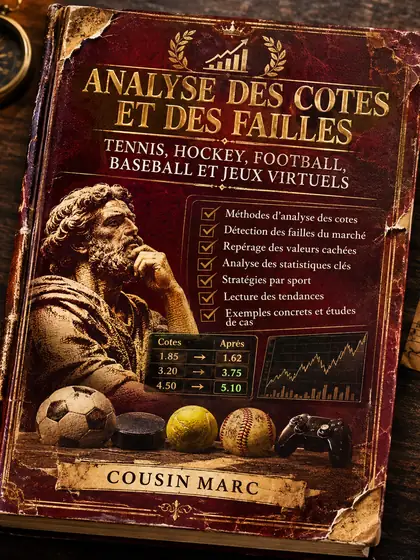 ANALYSE DES COTES
ET DES FAILLES
TENNIS, HOCKEY, FOOTBALL,
BASEBALL ET JEUX VIRTUELS
Méthodes d'analyse des cotes
Détection des failles du marché
Repérage des valeurs cachées
Analyse des statistiques clés
Stratégies par sport
Lecture des tendances
Exemples concrets et études
de cas
Cotes Après
1.85 → 1.62
3.20 → 3.75
4.50 → 5.10
COUSIN MARC